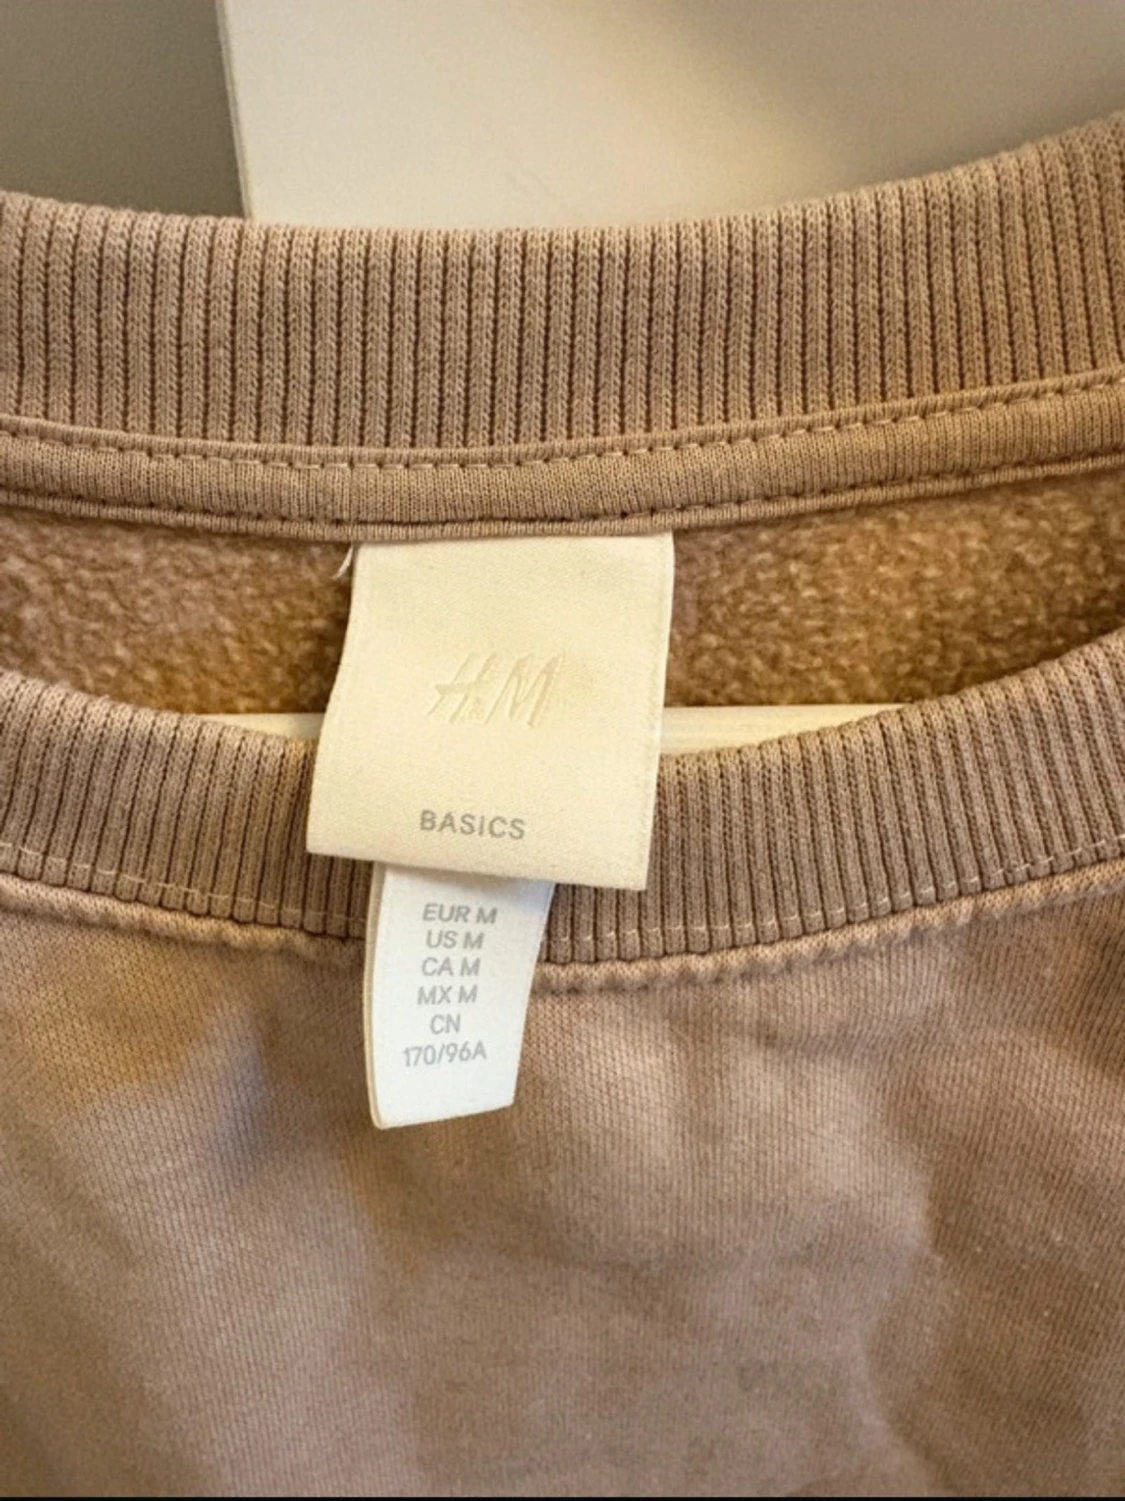 H&M
BASICS
EUR M
US M
CA M
MX M
CN
170/96A